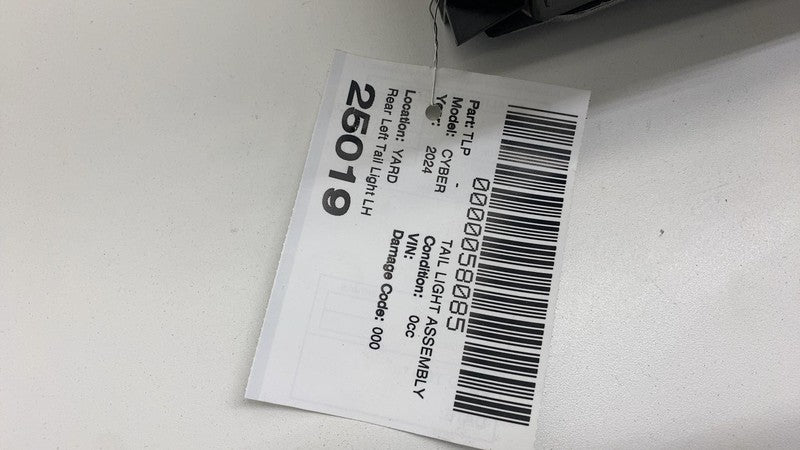 0000058085
Part: TLP - TAIL LIGHT ASSEMBLY
Model: CYBER Condition: 0cc
2024 VIN:
Damage Code: 000
Location: YARD
Rear Left Tail Light LH
25019